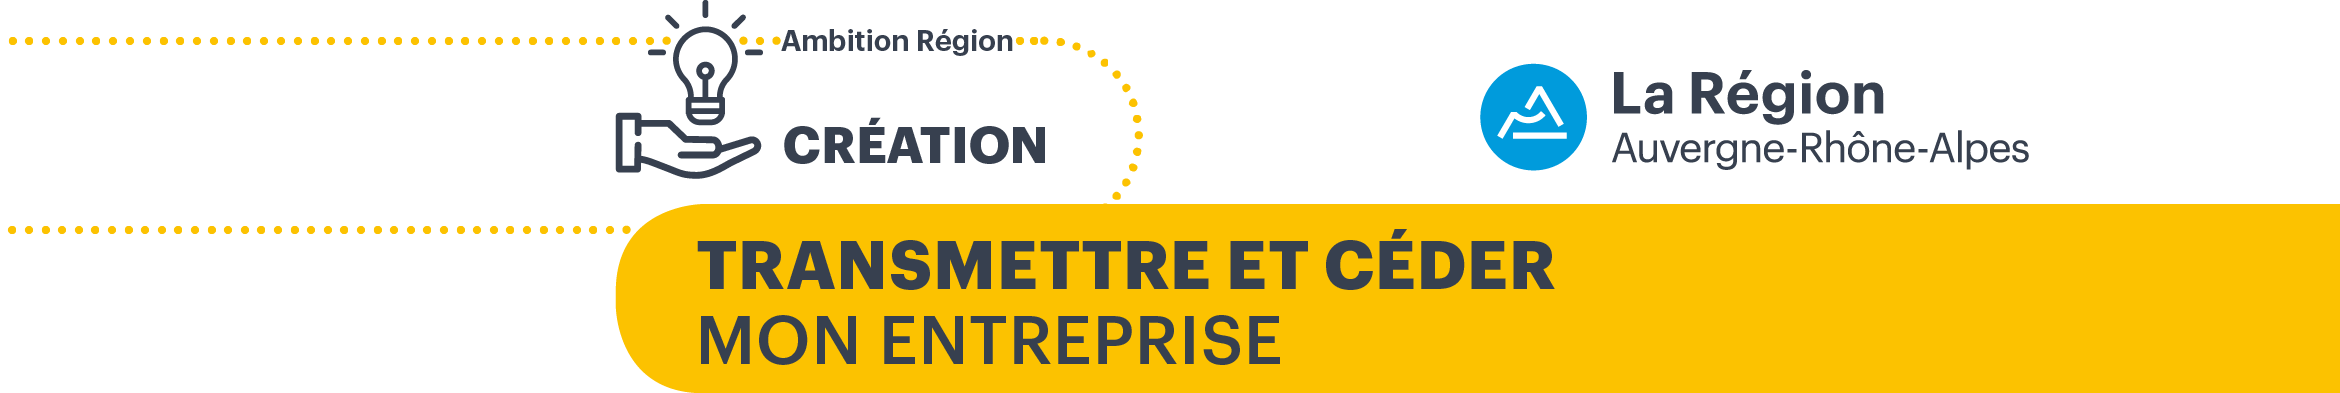 Ambition Région
CRÉATION
La Région
Auvergne-Rhône-Alpes
TRANSMETTRE ET CÉDER
MON ENTREPRISE